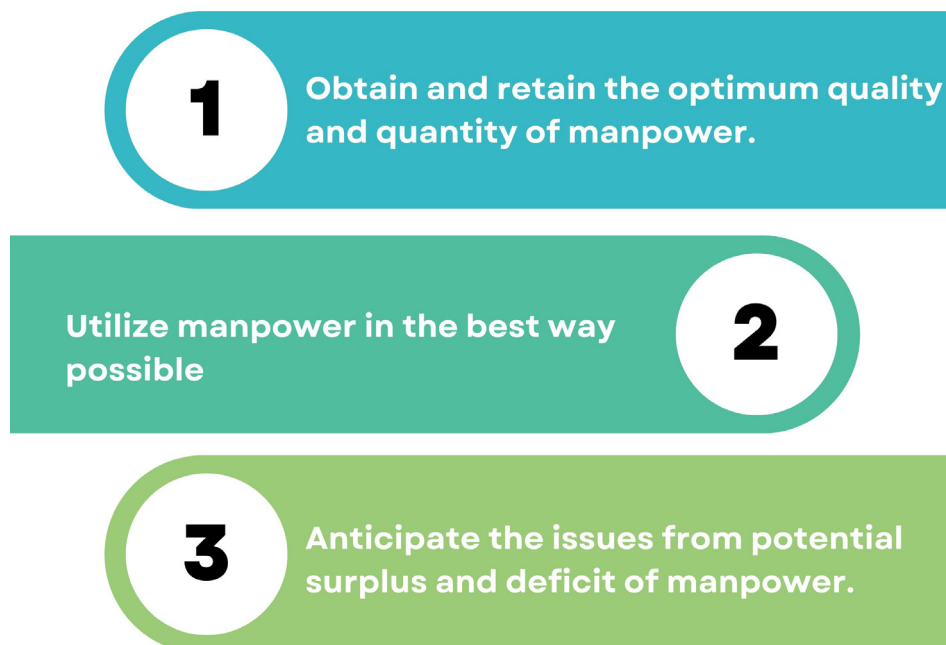 1
Obtain and retain the optimum quality
and quantity of manpower.
Utilize manpower in the best way
possible
2
3
Anticipate the issues from potential
surplus and deficit of manpower.